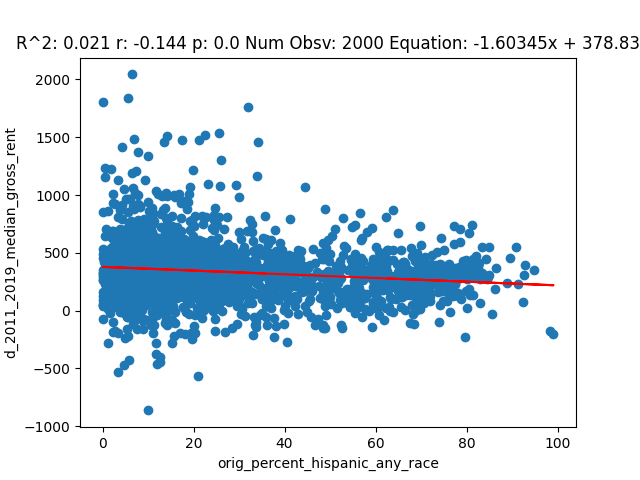 R^2: 0.021 r: -0.144 p: 0.0 Num Obsv: 2000 Equation: -1.60345x + 378.83
2000
1500
1000
500
0
−500
−1000
d_2011_2019_median_gross_rent
0 20 40 60 80 100
orig_percent_hispanic_any_race